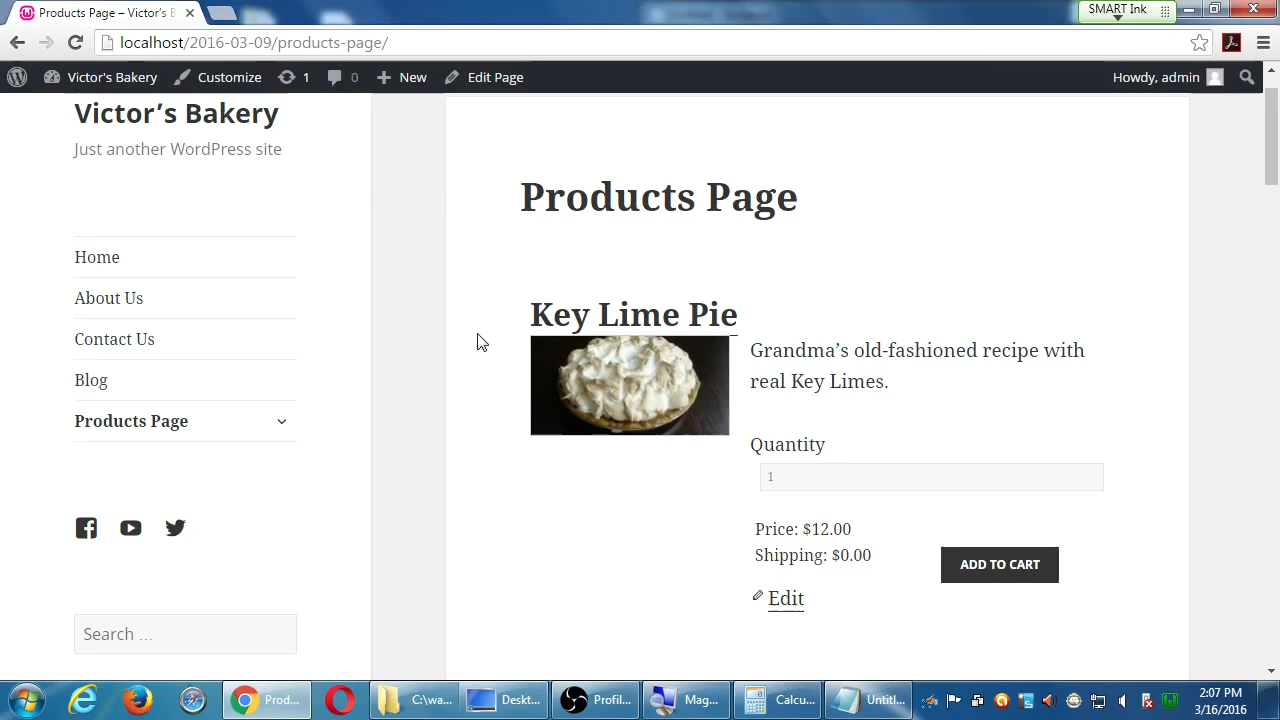 Products Page – Victor's B
SMART Ink
localhost/2016-03-09/products-page/
Victor's Bakery
Customize
1
0
New
Edit Page
Howdy, admin
Victor’s Bakery
Just another WordPress site
Home
About Us
Contact Us
Blog
Products Page
Search …
Products Page
Key Lime Pie
Grandma’s old-fashioned recipe with
real Key Limes.
Quantity
1
Price: $12.00
Shipping: $0.00
ADD TO CART
Edit
Prod...
C:\wa...
Deskt...
Profil...
Mag...
Calcu...
Untitl...
2:07 PM
3/16/2016